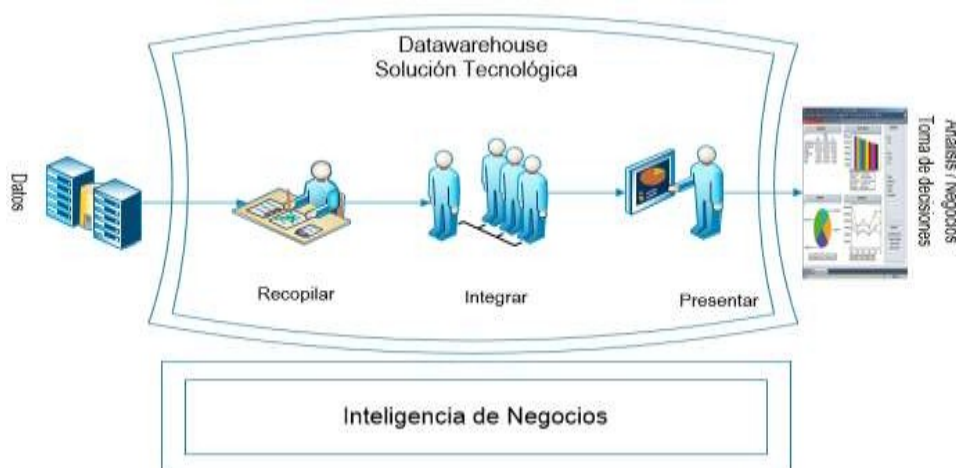 Datawarehouse
Solución Tecnológica
Datos
Recopilar
Integrar
Presentar
Análisis / Negocios
Toma de decisiones
Inteligencia de Negocios